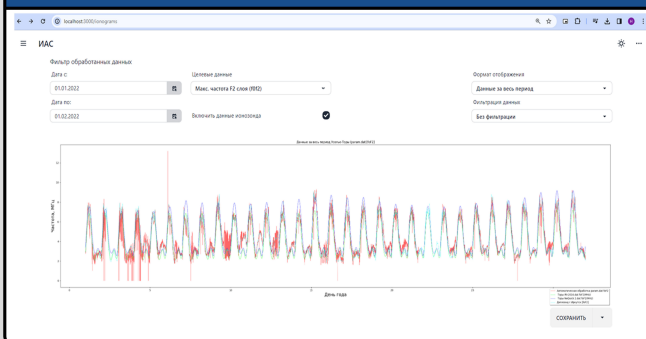 localhost:3000/ionograms
ИАС
Фильтр обработанных данных
Дата с:
Целевые данные
Формат отображения
01.01.2022
Макс. частота F2 слоя (f0f2)
Данные за весь период
Дата по:
Фильтрация данных
01.02.2022
Включить данные ионозонда
Без фильтрации
Частота, МГц
День года
СОХРАНИТЬ